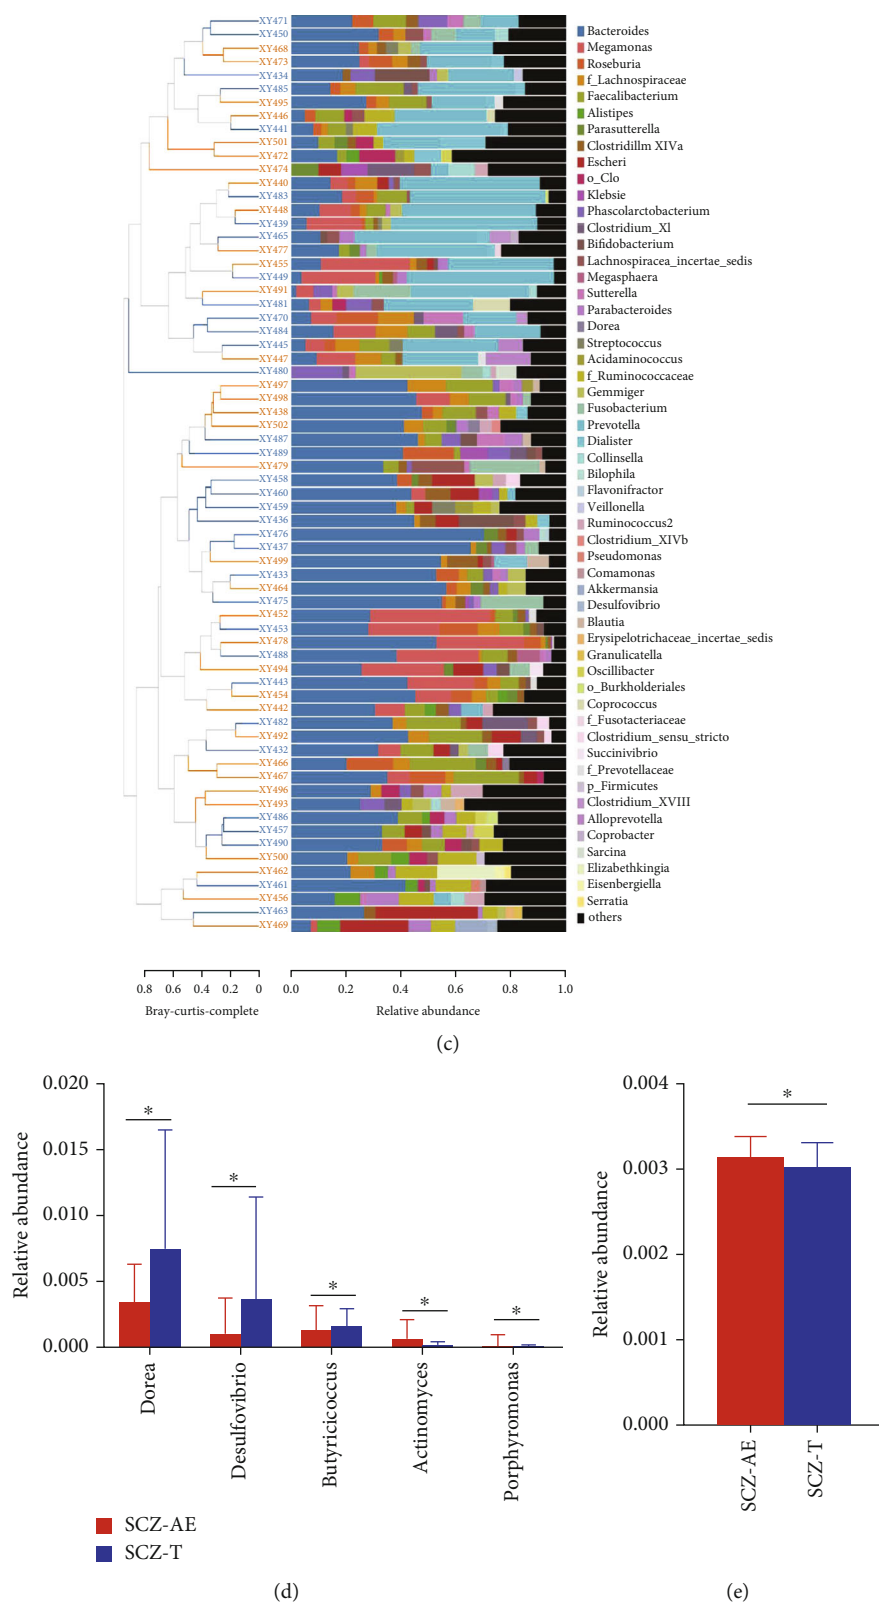 XY471
XY450
XY468
XY473
XY434
XY485
XY495
XY446
XY441
XY501
XY472
XY474
XY440
XY483
XY448
XY439
XY465
XY477
XY455
XY449
XY491
XY481
XY470
XY484
XY445
XY447
XY480
XY497
XY498
XY438
XY502
XY487
XY489
XY479
XY458
XY460
XY459
XY436
XY476
XY437
XY499
XY433
XY464
XY475
XY452
XY453
XY478
XY488
XY494
XY443
XY454
XY442
XY482
XY492
XY432
XY466
XY467
XY496
XY493
XY486
XY457
XY490
XY500
XY462
XY461
XY456
XY463
XY469
Bacteroides
Megamonas
Roseburia
f_Lachnospiraceae
Faecalibacterium
Alistipes
Parasutterella
Clostridillm XIVa
Escheri
o_Clo
Klebsie
Phascolarctobacterium
Clostridium_Xl
Bifidobacterium
Lachnospiracea_incertae_sedis
Megasphaera
Sutterella
Parabacteroides
Dorea
Streptococcus
Acidaminococcus
f_Ruminococcaceae
Gemmiger
Fusobacterium
Prevotella
Dialister
Collinsella
Bilophila
Flavonifractor
Veillonella
Ruminococcus2
Clostridium_XIVb
Pseudomonas
Comamonas
Akkermansia
Desulfovibrio
Blautia
Erysipelotrichaceae_incertae_sedis
Granulicatella
Oscillibacter
o_Burkholderiales
Coprococcus
f_Fusotacteriaceae
Clostridium_sensu_stricto
Succinivibrio
f_Prevotellaceae
p_Firmicutes
Clostridium_XVIII
Alloprevotella
Coprobacter
Sarcina
Elizabethkingia
Eisenbergiella
Serratia
others
0.8 0.6 0.4 0.2 0
Bray-curtis-complete
0.0 0.2 0.4 0.6 0.8 1.0
Relative abundance
(c)
0.020
0.015
0.010
0.005
0.000
Relative abundance
* * * * *
Dorea
Desulfovibrio
Butyricicoccus
Actinomyces
Porphyromonas
SCZ-AE
SCZ-T
(d)
0.004
0.003
0.002
0.001
0.000
Relative abundance
*
SCZ-AE
SCZ-T
(e)